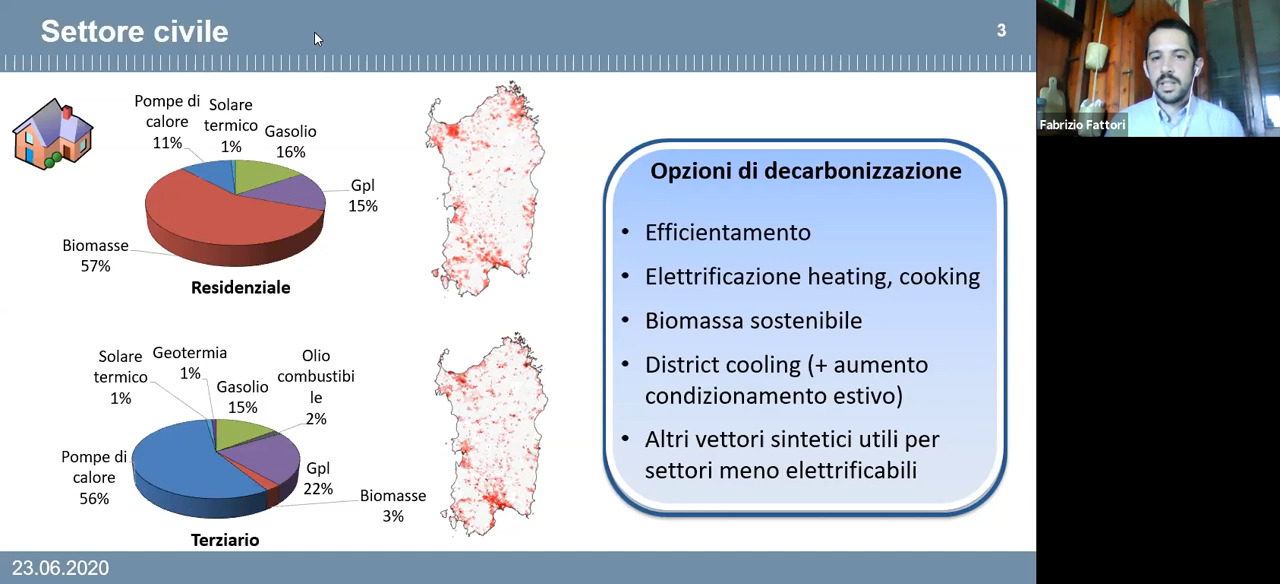 Settore civile
3
Fabrizio Fattori
Pompe di
calore
11%
Solare
termico
1%
Gasolio
16%
Gpl
15%
Biomasse
57%
Residenziale
Solare
termico
1%
Geotermia
1%
Gasolio
15%
Olio
combustibi
le
2%
Pompe di
calore
56%
Gpl
22%
Biomasse
3%
Terziario
Opzioni di decarbonizzazione
• Efficientamento
• Elettrificazione heating, cooking
• Biomassa sostenibile
• District cooling (+ aumento
condizionamento estivo)
• Altri vettori sintetici utili per
settori meno elettrificabili
23.06.2020